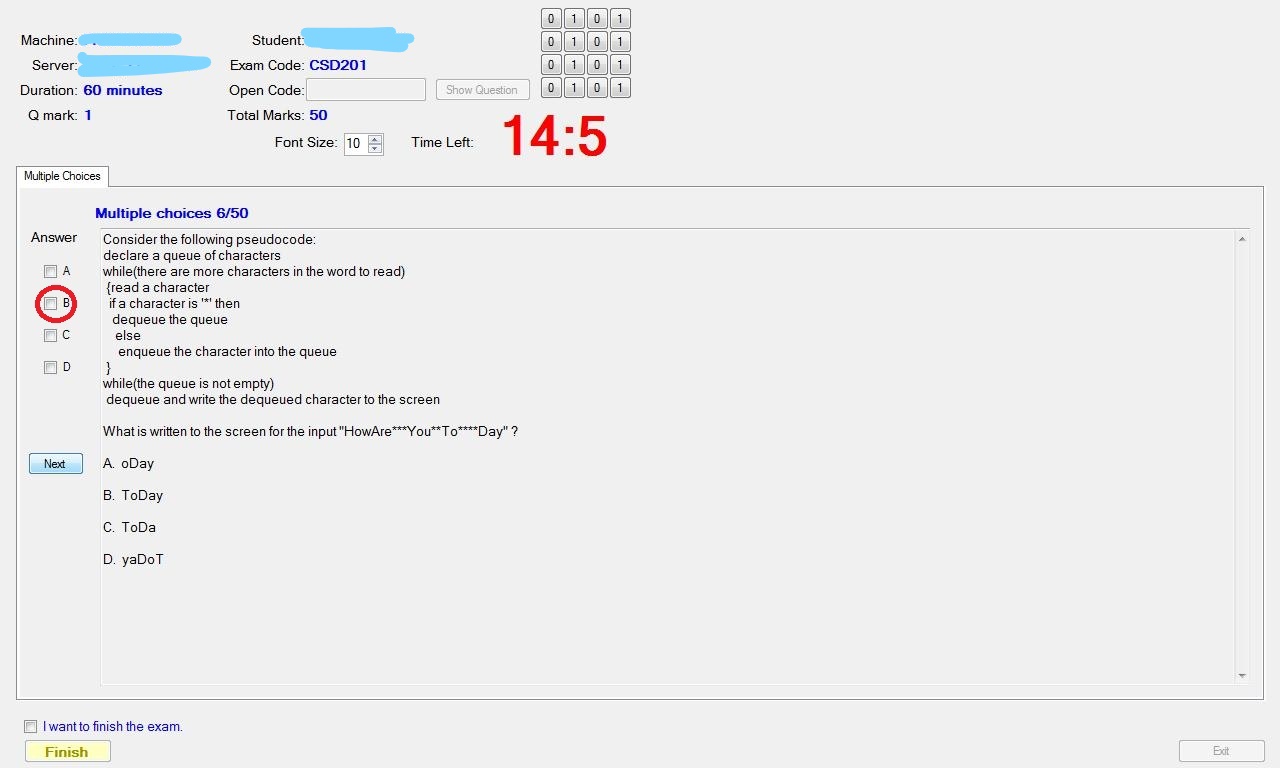 0 1 0 1
Machine: Student: 0 1 0 1
Server: Exam Code: CSD201 0 1 0 1
Duration: 60 minutes Open Code: Show Question 0 1 0 1
Q mark: 1 Total Marks: 50
Font Size: 10 Time Left: 14:5
Multiple Choices
Multiple choices 6/50
Answer
A
B
C
D
Next
Consider the following pseudocode:
declare a queue of characters
while(there are more characters in the word to read)
{read a character
if a character is '*' then
dequeue the queue
else
enqueue the character into the queue
}
while(the queue is not empty)
dequeue and write the dequeued character to the screen
What is written to the screen for the input "HowAre***You**To****Day" ?
A. oDay
B. ToDay
C. ToDa
D. yaDoT
I want to finish the exam.
Finish
Exit